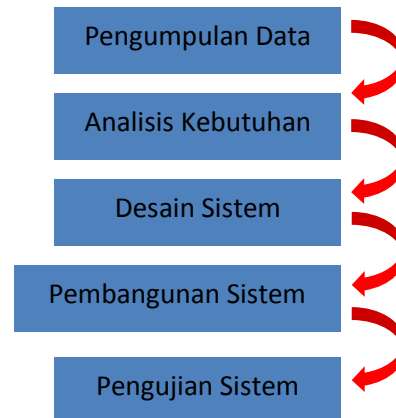 Pengumpulan Data
Analisis Kebutuhan
Desain Sistem
Pembangunan Sistem
Pengujian Sistem